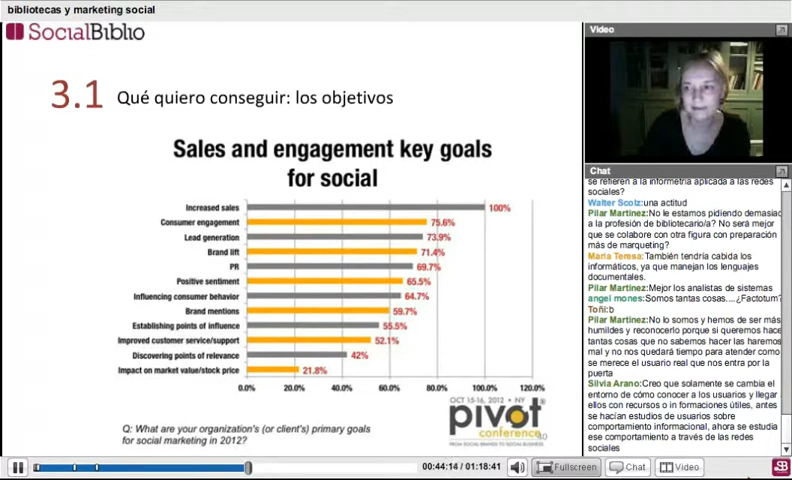 bibliotecas y marketing social
SocialBiblio
3.1 Qué quiero conseguir: los objetivos
Sales and engagement key goals
for social
Increased sales 100%
Consumer engagement 75.6%
Lead generation 73.9%
Brand lift 71.4%
PR 69.7%
Positive sentiment 65.5%
Influencing consumer behavior 64.7%
Brand mentions 59.7%
Establishing points of influence 55.5%
Improved customer service/support 52.1%
Discovering points of relevance 42%
Impact on market value/stock price 21.8%
0.0% 20.0% 40.0% 60.0% 80.0% 100.0% 120.0%
Q: What are your organization's (or client's) primary goals
for social marketing in 2012?
OCT 15-16, 2012 • NY
pivot
conference
FROM SOCIAL BRANDS TO SOCIAL BUSINESS
40
Video
Chat
se refieren a la informetría aplicada a las redes
sociales?
Walter Scolz:una actitud
Pilar Martinez:No le estamos pidiendo demasiad
a la profesión de bibliotecario/a? No será mejor
que se colabore con otra figura con preparación
más de marqueting?
Maria Teresa:También tendría cabida los
informáticos, ya que manejan los lenguajes
documentales.
Pilar Martinez:Mejor los analistas de sistemas
angel mones:Somos tantas cosas....¿Factotum?
Toñi:b
Pilar Martinez:No lo somos y hemos de ser más
humildes y reconocerlo porque si queremos hace
tantas cosas que no sabemos hacer las haremos
mal y no nos quedará tiempo para atender como
se merece el usuario real que nos entra por la
puerta
Silvia Arano:Creo que solamente se cambia el
entorno de cómo conocer a los usuarios y llegar
ellos con recursos o in formaciones útiles, antes
se hacían estudios de usuarios sobre
comportamiento informacional, ahora se estudia
ese comportamiento a través de las redes
sociales
00:44:14 / 01:18:41
Fullscreen
Chat
Video
SB